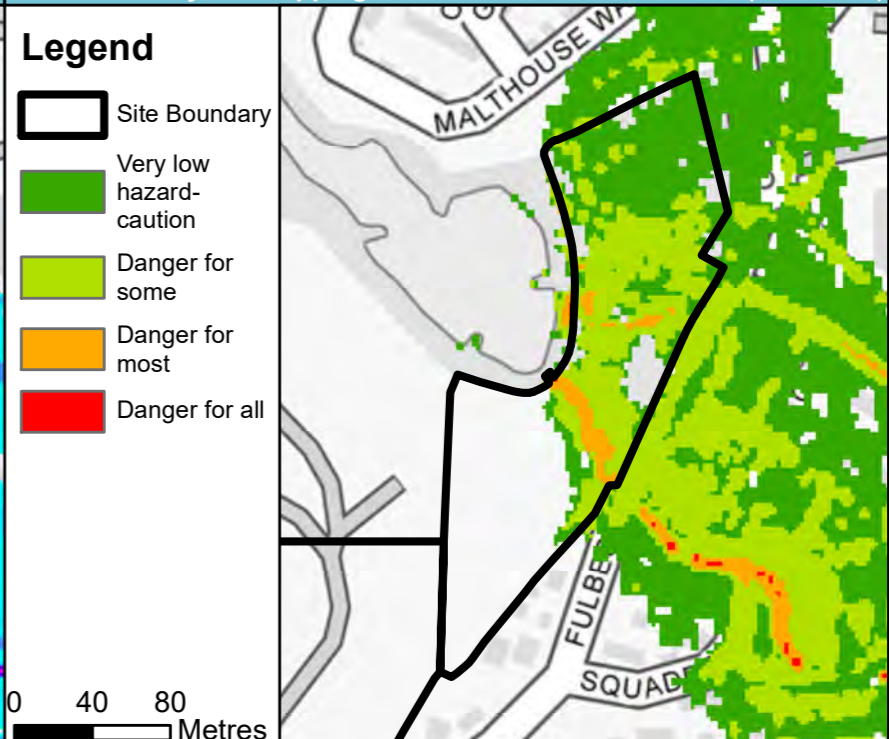 Legend
Site Boundary
Very low
hazard-
caution
Danger for
some
Danger for
most
Danger for all
0 40 80
Metres
MALTHOUSE WA
FULBE
SQUAD